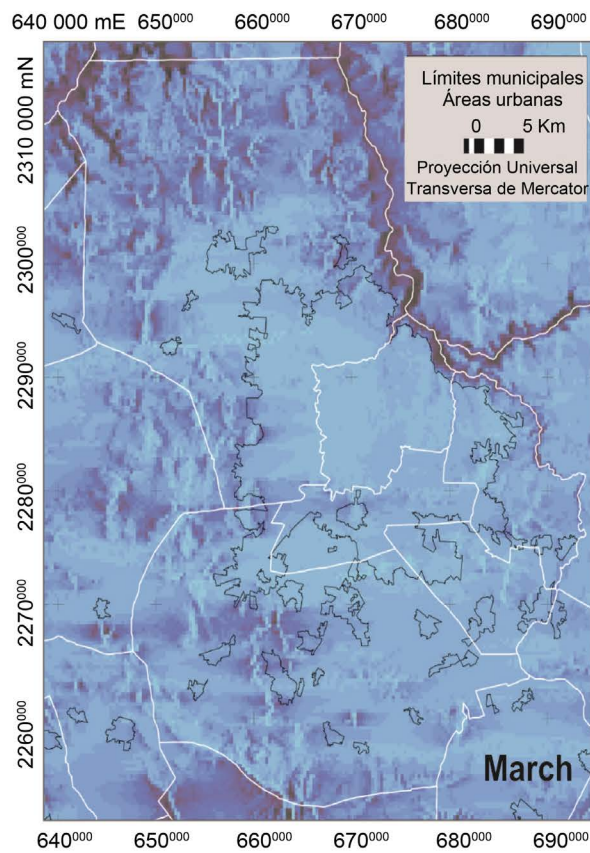 640 000 mE 650000 660000 670000 680000 690000
2310 000 mN
2300000
2290000
2280000
2270000
2260000
Límites municipales
Áreas urbanas
0 5 Km
Proyección Universal
Transversa de Mercator
March
640000 650000 660000 670000 680000 690000